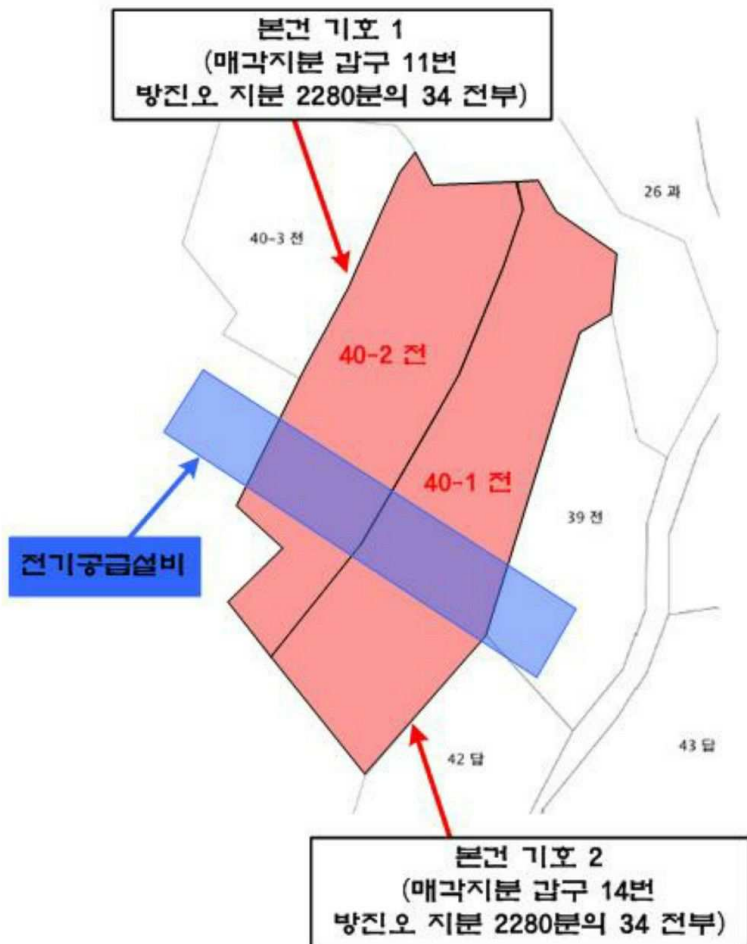 본건 기호 1
(매각지분 갑구 11번
방진오 지분 2280분의 34 전부)
26 과
40-3 전
40-2 전
40-1 전
39 전
전기공급설비
42 답
43 답
본건 기호 2
(매각지분 갑구 14번
방진오 지분 2280분의 34 전부)